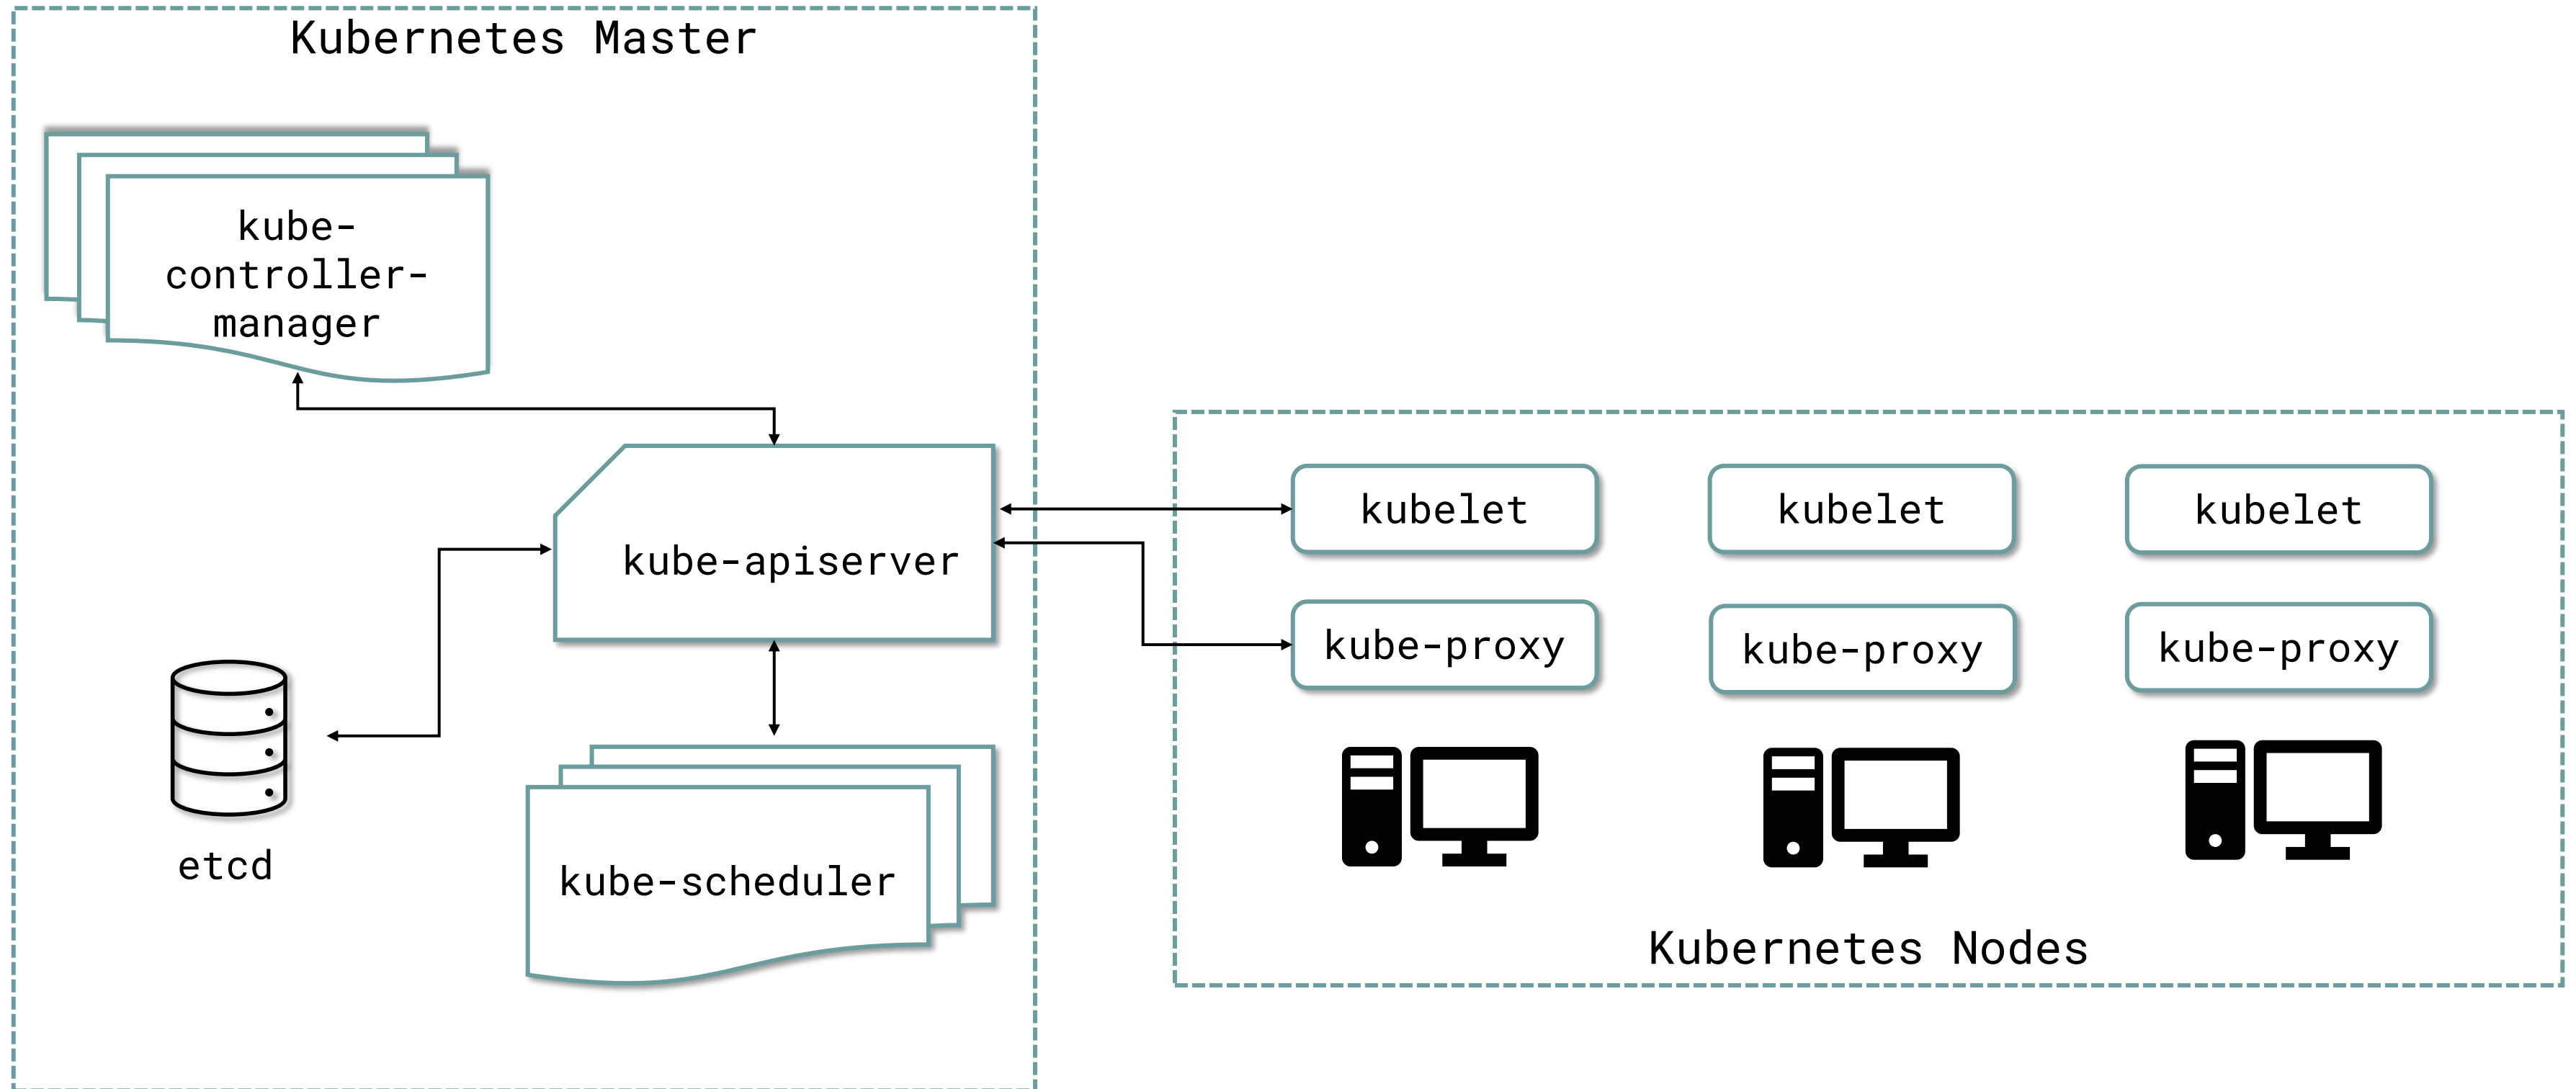 Kubernetes Master
kube-
controller-
manager
kube-apiserver
etcd
kube-scheduler
kubelet
kubelet
kubelet
kube-proxy
kube-proxy
kube-proxy
Kubernetes Nodes